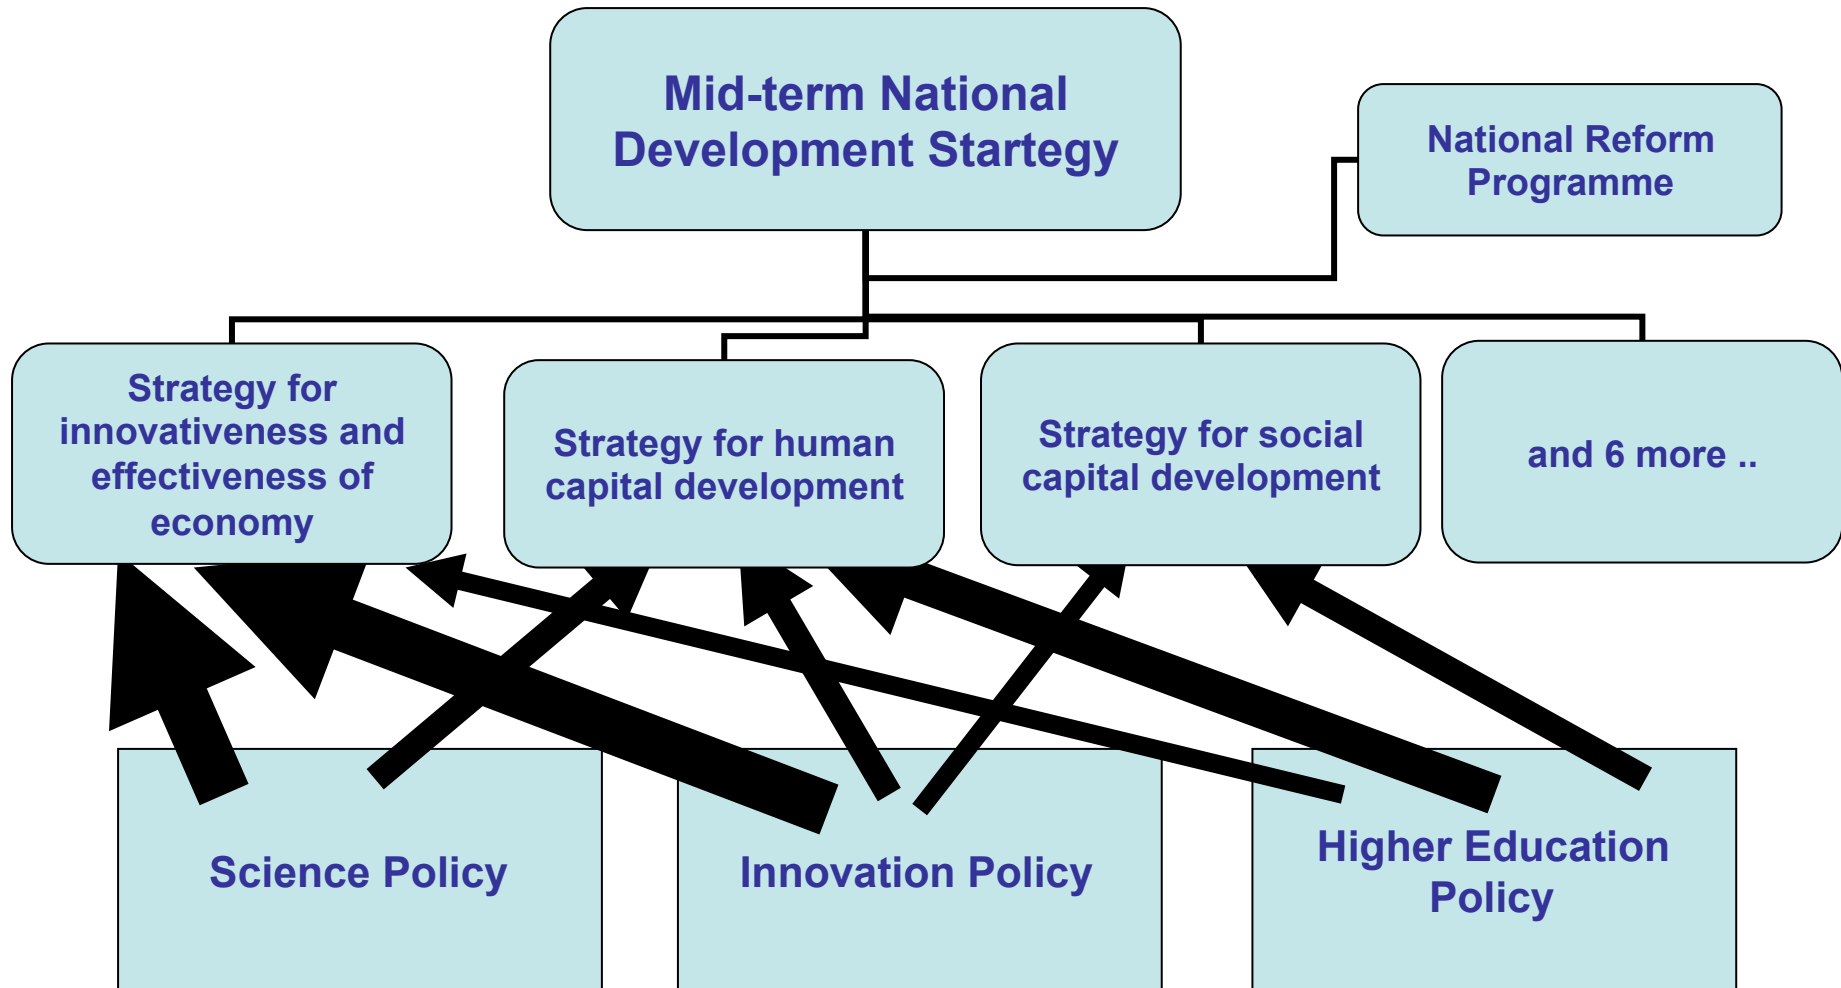 Mid-term National
Development Startegy
National Reform
Programme
Strategy for
innovativeness and
effectiveness of
economy
Strategy for human
capital development
Strategy for social
capital development
and 6 more ..
Science Policy
Innovation Policy
Higher Education
Policy